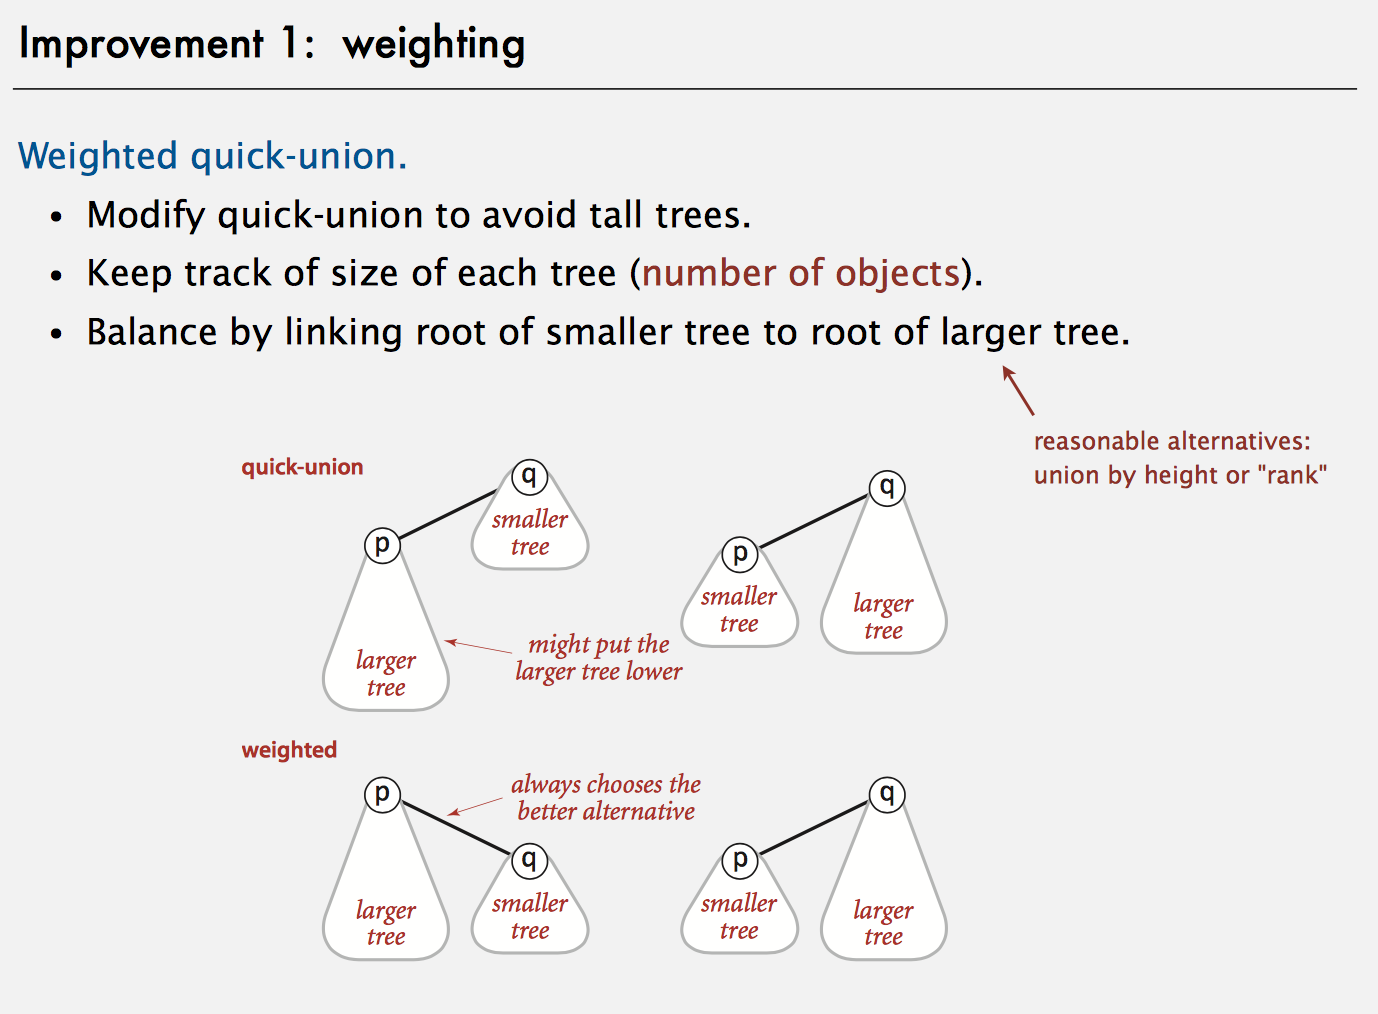 Improvement 1: weighting
Weighted quick-union.
• Modify quick-union to avoid tall trees.
• Keep track of size of each tree (number of objects).
• Balance by linking root of smaller tree to root of larger tree.
reasonable alternatives:
union by height or "rank"
quick-union
q
smaller
tree
p
larger
tree
might put the
larger tree lower
q
p
smaller
tree
larger
tree
weighted
p
always chooses the
better alternative
q
larger
tree
smaller
tree
q
p
smaller
tree
larger
tree